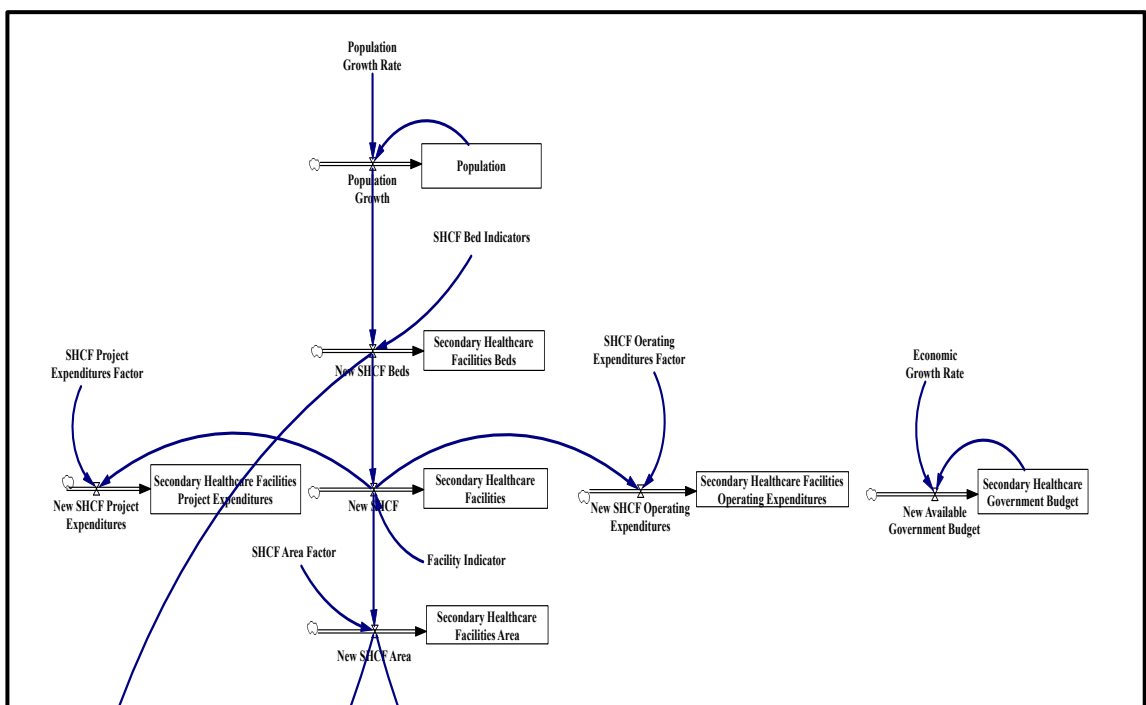 Population
Growth Rate
Population
Population
Growth
SHCF Bed Indicators
Secondary Healthcare
Facilities Beds
New SHCF Beds
SHCF Project
Expenditures Factor
SHCF Oerating
Expenditures Factor
Economic
Growth Rate
Secondary Healthcare Facilities
Project Expenditures
New SHCF Project
Expenditures
Secondary Healthcare
Facilities
New SHCF
Secondary Healthcare Facilities
Operating Expenditures
New SHCF Operating
Expenditures
Secondary Healthcare
Government Budget
New Available
Government Budget
SHCF Area Factor
Facility Indicator
Secondary Healthcare
Facilities Area
New SHCF Area